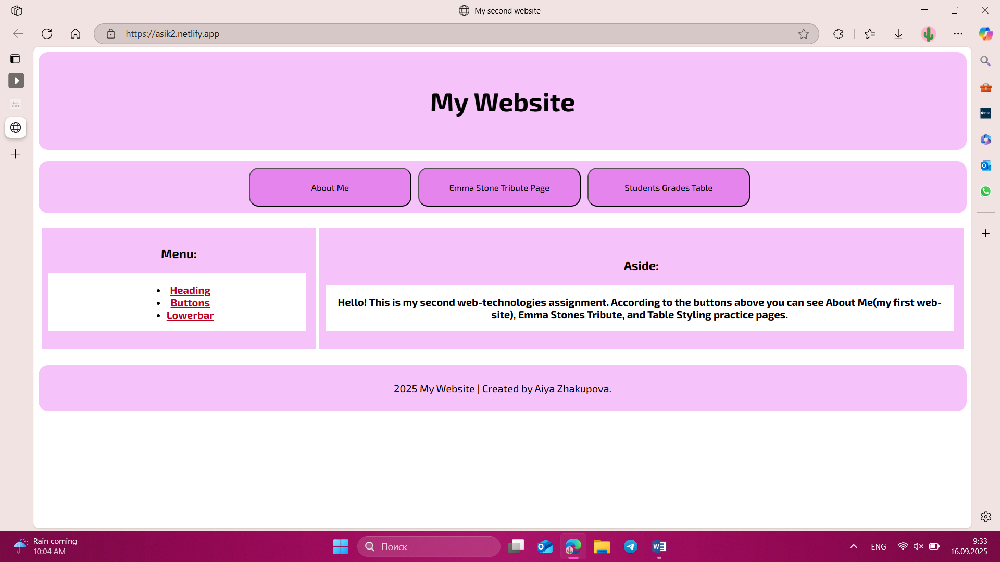 My second website
https://asik2.netlify.app
My Website
About Me
Emma Stone Tribute Page
Students Grades Table
Menu:
Heading
Buttons
Lowerbar
Aside:
Hello! This is my second web-technologies assignment. According to the buttons above you can see About Me(my first web-
site), Emma Stones Tribute, and Table Styling practice pages.
2025 My Website | Created by Aiya Zhakupova.
Rain coming
10:04 AM
Поиск
ENG
9:33
16.09.2025